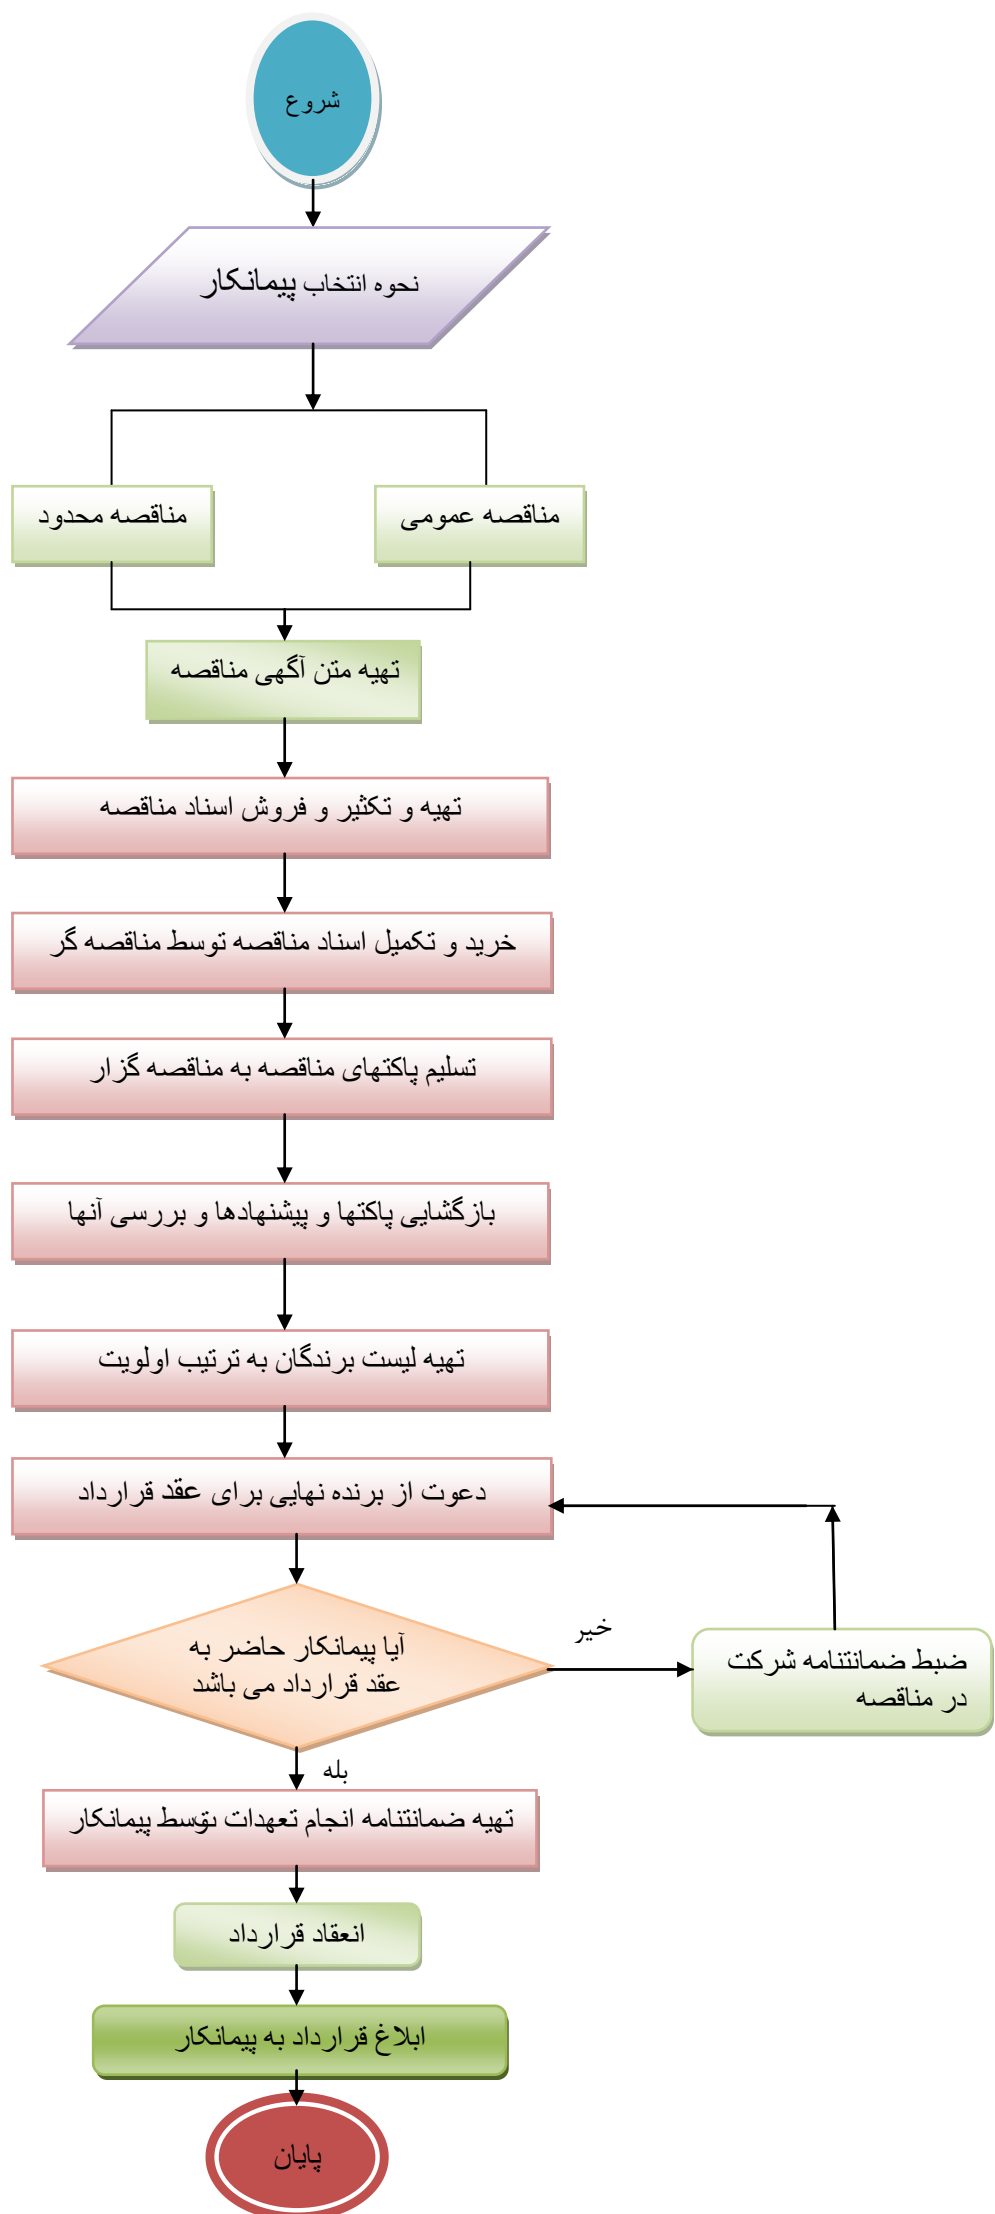 شروع
نحوه انتخاب پیمانکار
مناقصه عمومی
مناقصه محدود
تهیه متن آگهی مناقصه
تهیه و تکثیر و فروش اسناد مناقصه
خرید و تکمیل اسناد مناقصه توسط مناقصه گر
تسلیم پاکتهای مناقصه به مناقصه گزار
بازگشایی پاکتها و پیشنهادها و بررسی آنها
تهیه لیست برندگان به ترتیب اولویت
دعوت از برنده نهایی برای عقد قرارداد
آیا پیمانکار حاضر به
عقد قرارداد می باشد
خیر
ضبط ضمانتنامه شرکت
در مناقصه
بله
تهیه ضمانتنامه انجام تعهدات توسط پیمانکار
انعقاد قرارداد
ابلاغ قرارداد به پیمانکار
پایان